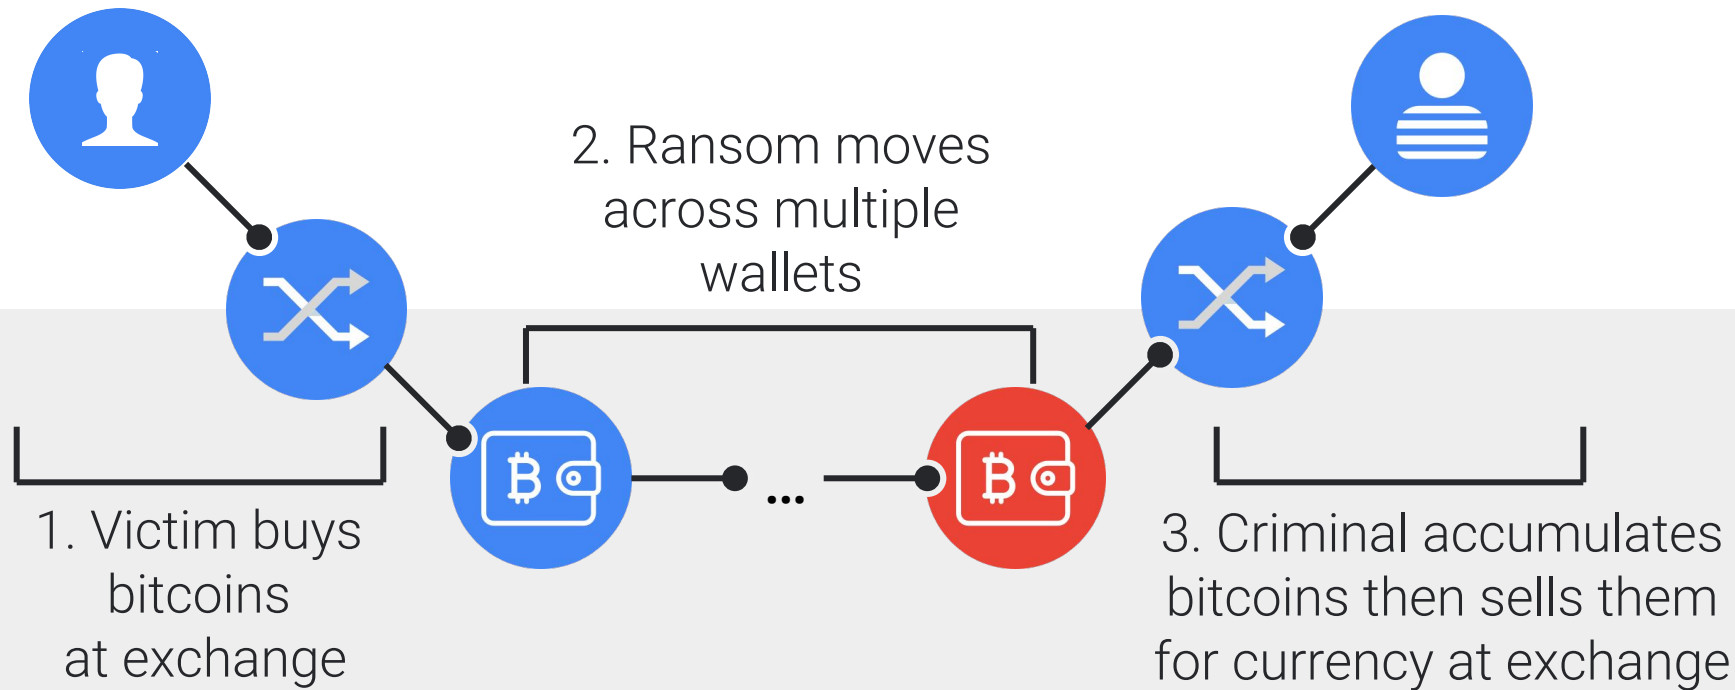 2. Ransom moves
across multiple
wallets
...
1. Victim buys
bitcoins
at exchange
3. Criminal accumulates
bitcoins then sells them
for currency at exchange